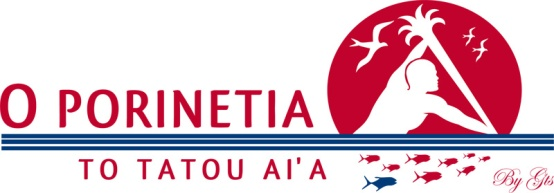 O PORINETIA
TO TATOU AI'A
By Gts